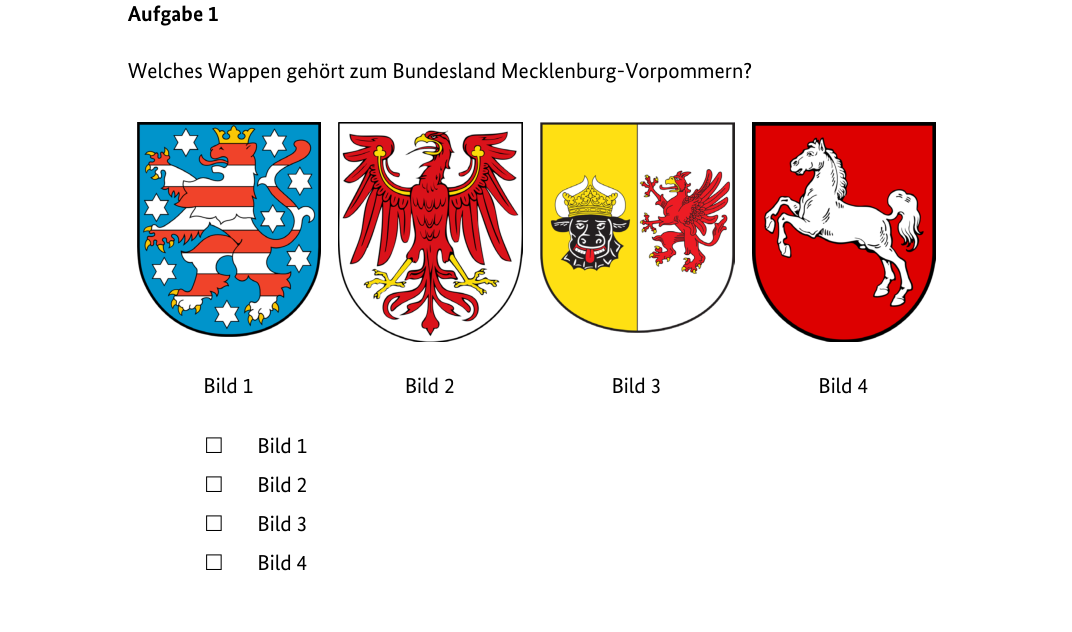 Aufgabe 1
Welches Wappen gehört zum Bundesland Mecklenburg-Vorpommern?
Bild 1 Bild 2 Bild 3 Bild 4
☐ Bild 1
☐ Bild 2
☐ Bild 3
☐ Bild 4